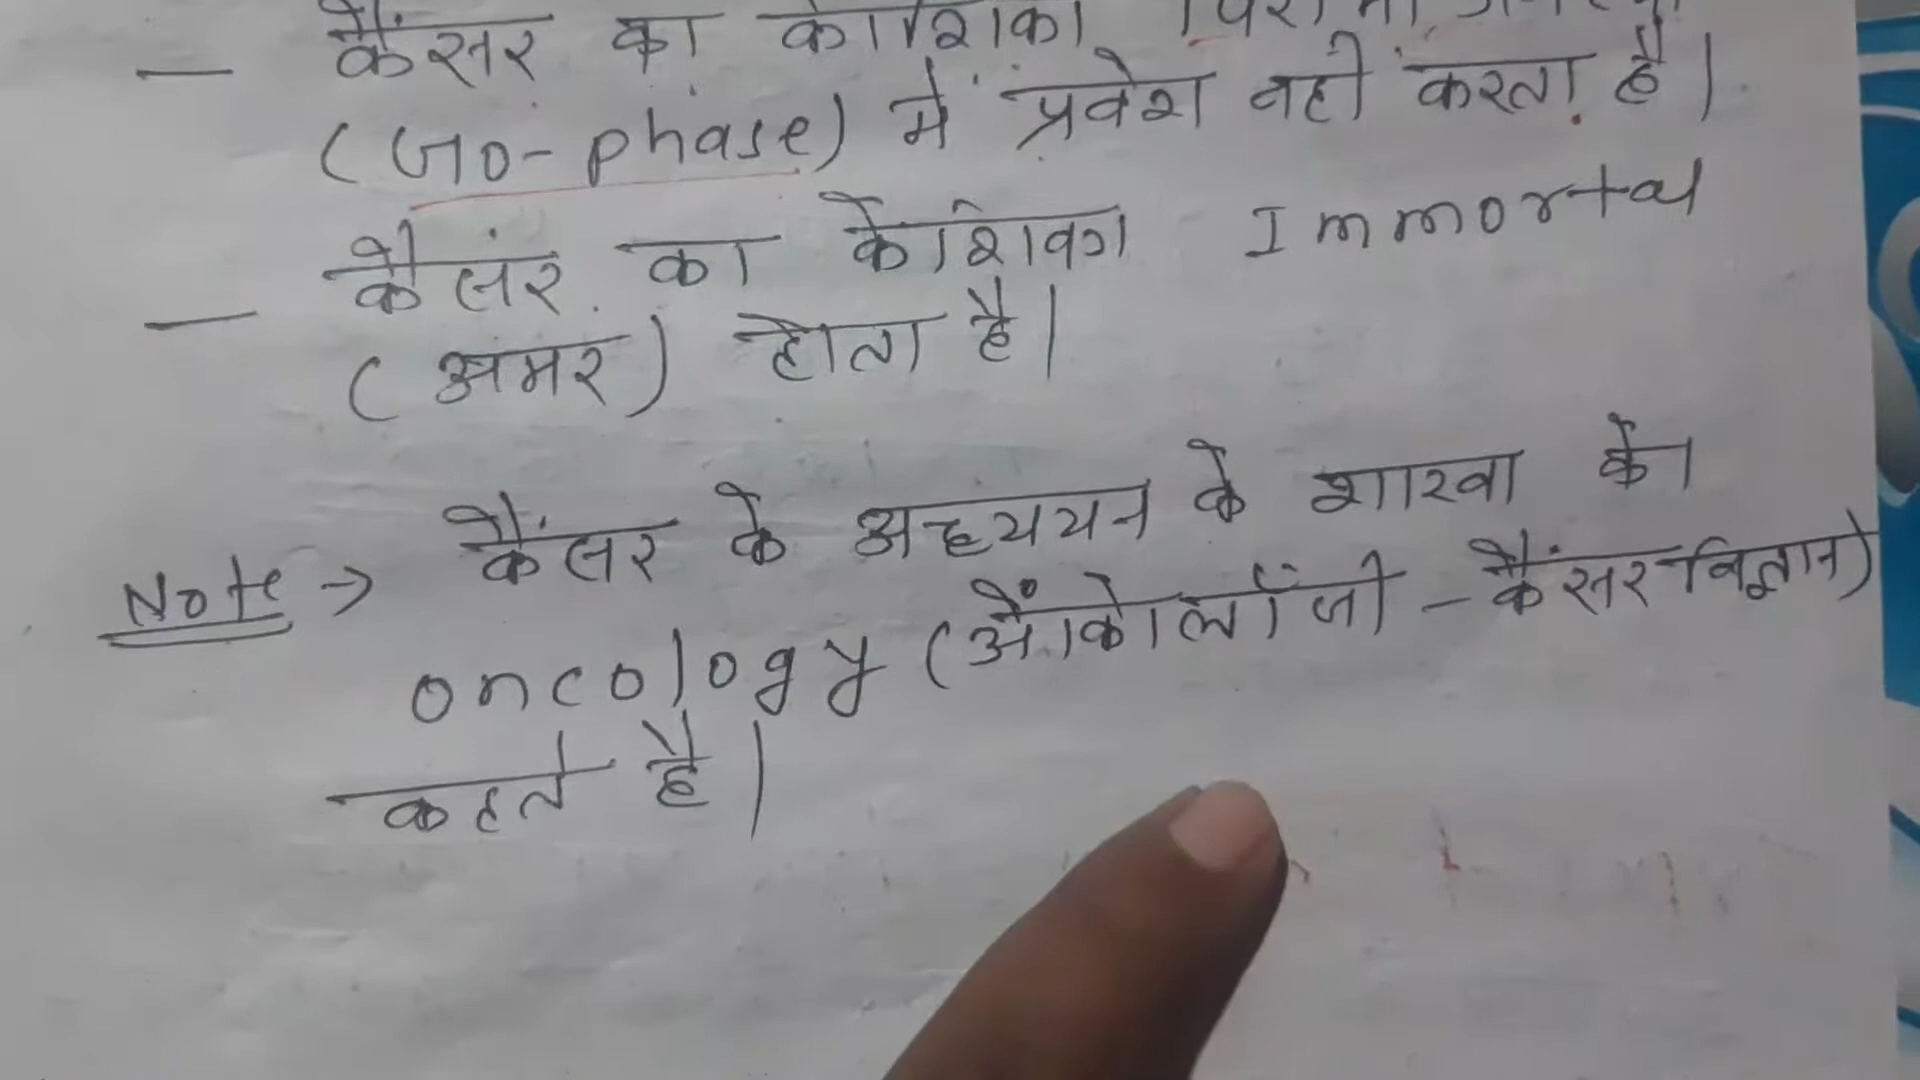 — कैंसर का कोशिका
(G0-phase) में प्रवेश नही करता है।
— कैंसर का कोशिका Immortal
(अमर) होता है।
Note → कैंसर के अध्ययन के शाखा को
oncology (ऑंकोलॉजी - कैंसर विज्ञान)
कहते है।